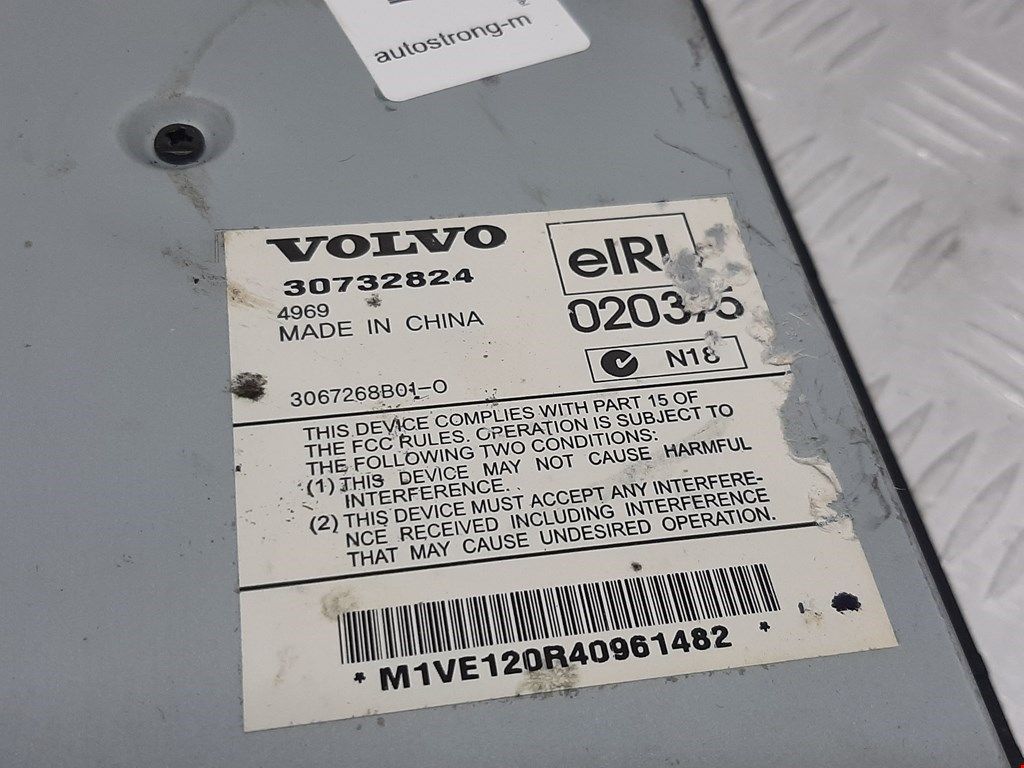 autostrong-m
VOLVO
30732824
4969
MADE IN CHINA
3067268B01-O
eIRL
020375
N18
THIS DEVICE COMPLIES WITH PART 15 OF
THE FCC RULES. OPERATION IS SUBJECT TO
THE FOLLOWING TWO CONDITIONS:
(1) THIS DEVICE MAY NOT CAUSE HARMFUL
INTERFERENCE.
(2) THIS DEVICE MUST ACCEPT ANY INTERFERE-
NCE RECEIVED INCLUDING INTERFERENCE
THAT MAY CAUSE UNDESIRED OPERATION.
* M1VE120R40961482 *